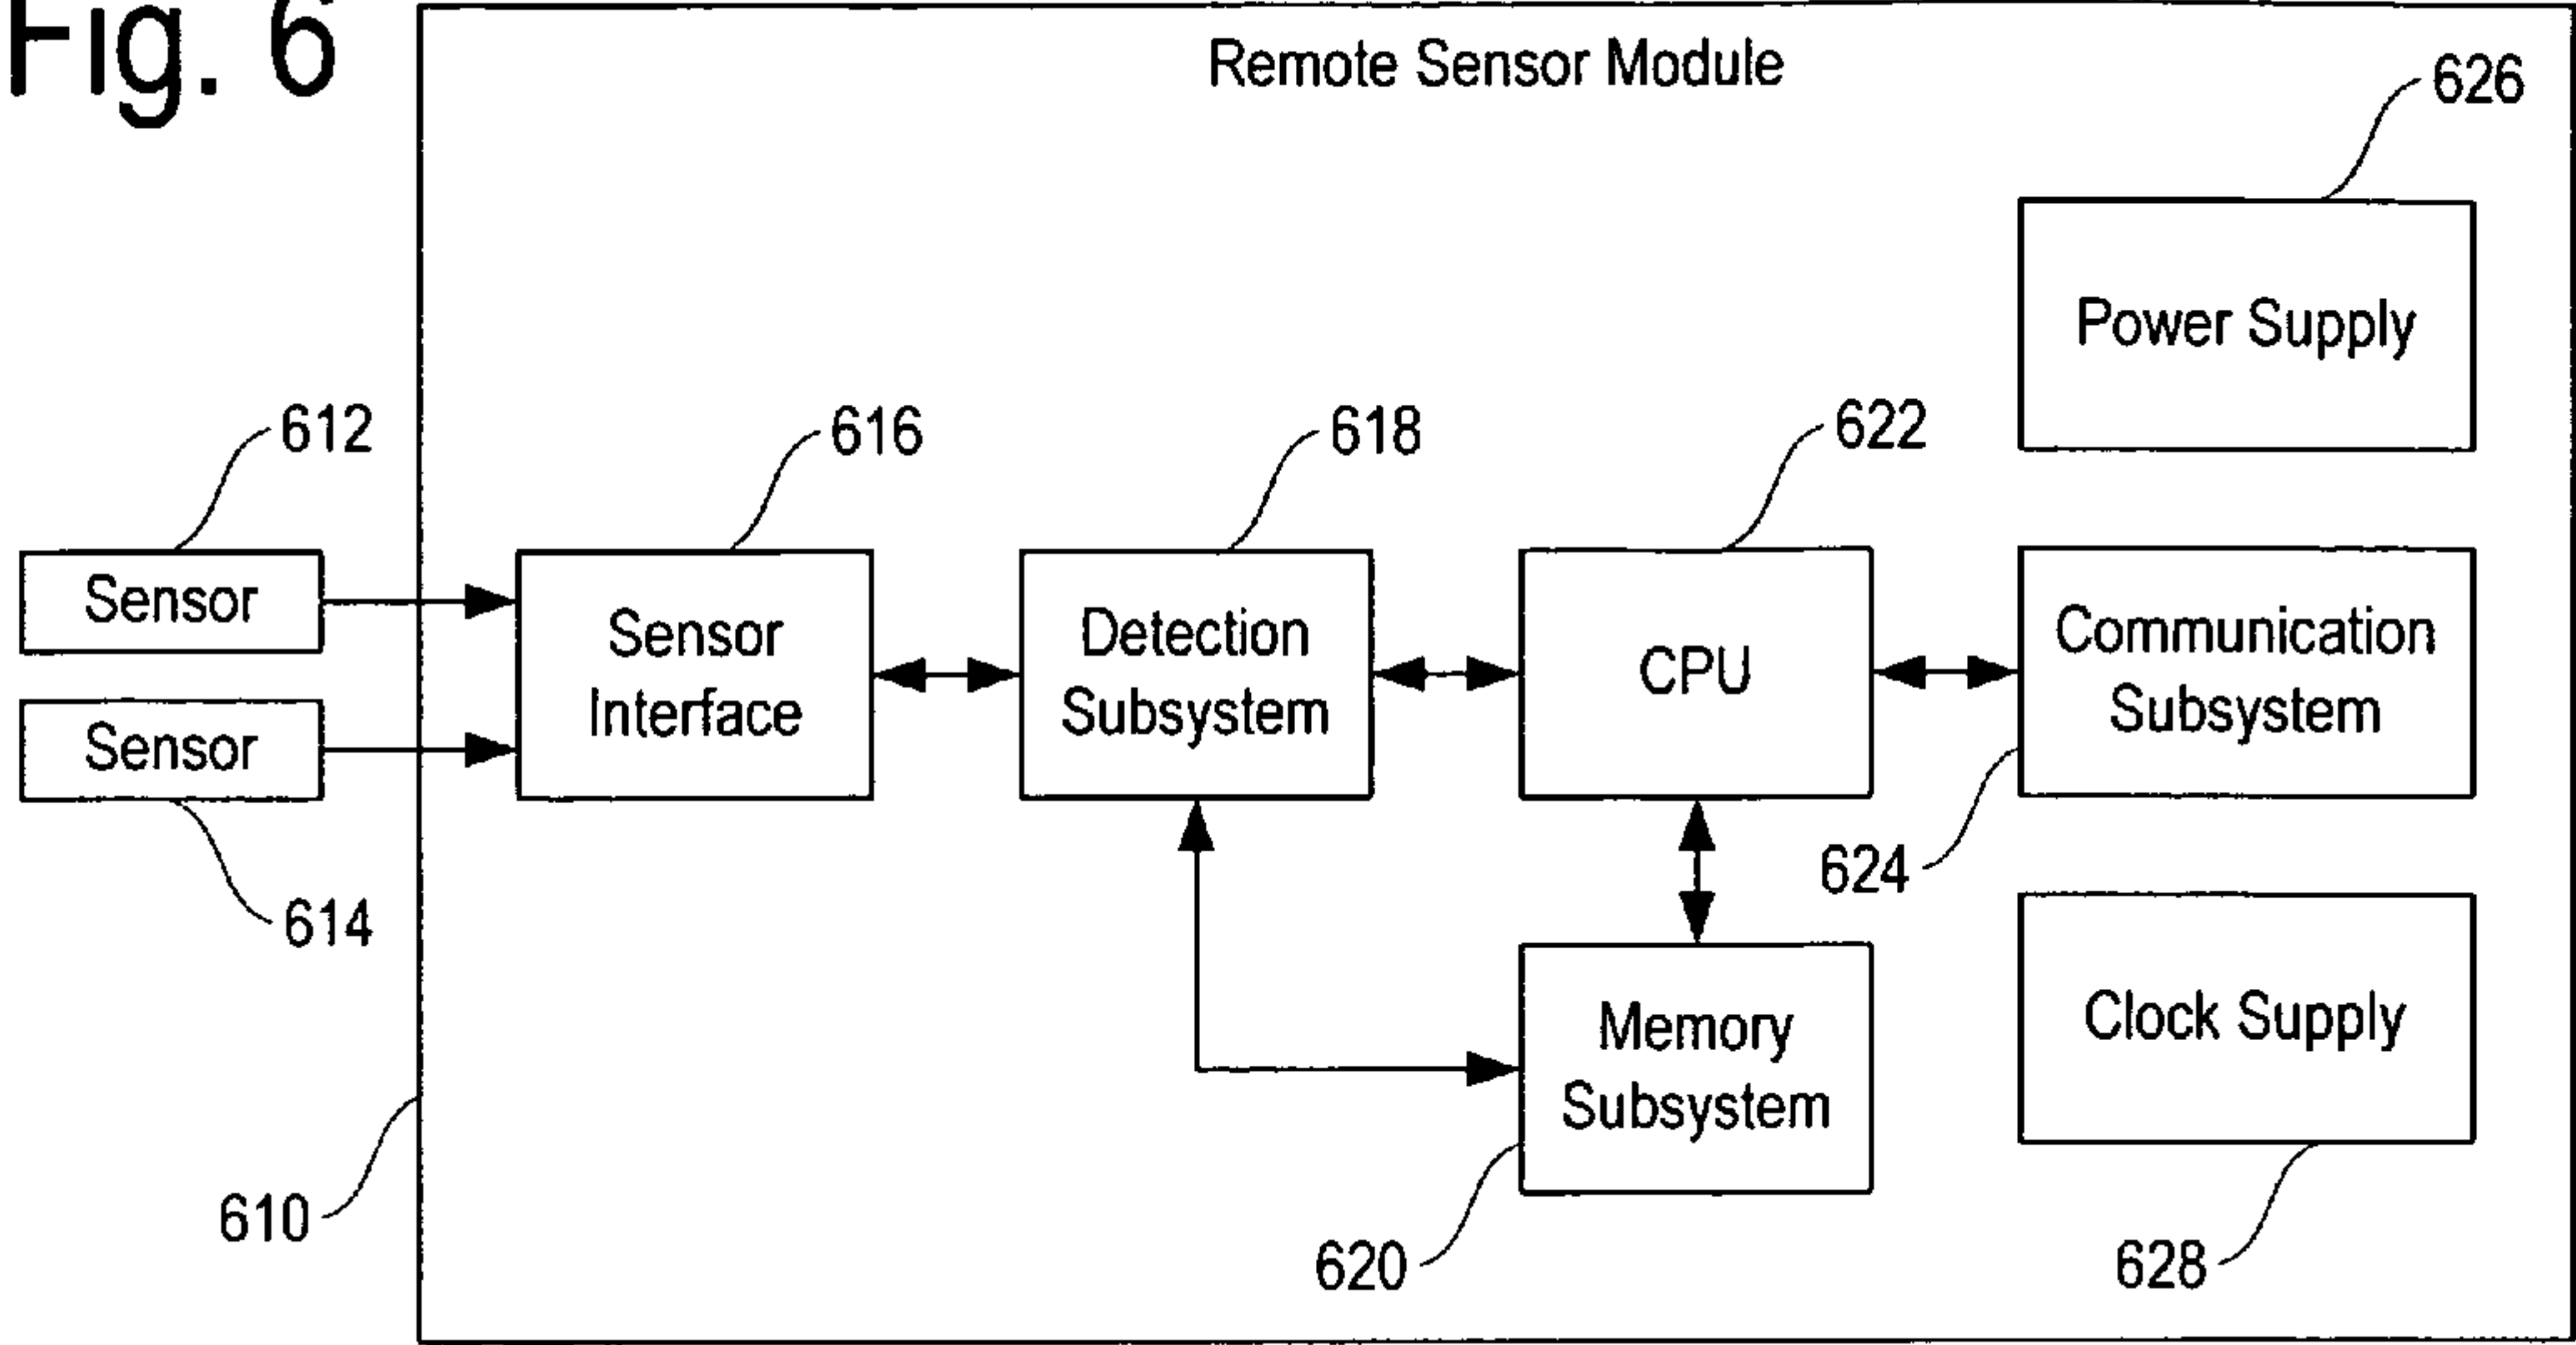 Fig. 6
Remote Sensor Module
626
Power Supply
612
616
618
622
Sensor
Sensor
Interface
Detection
Subsystem
CPU
Communication
Subsystem
Sensor
614
624
Memory
Subsystem
Clock Supply
610
620
628